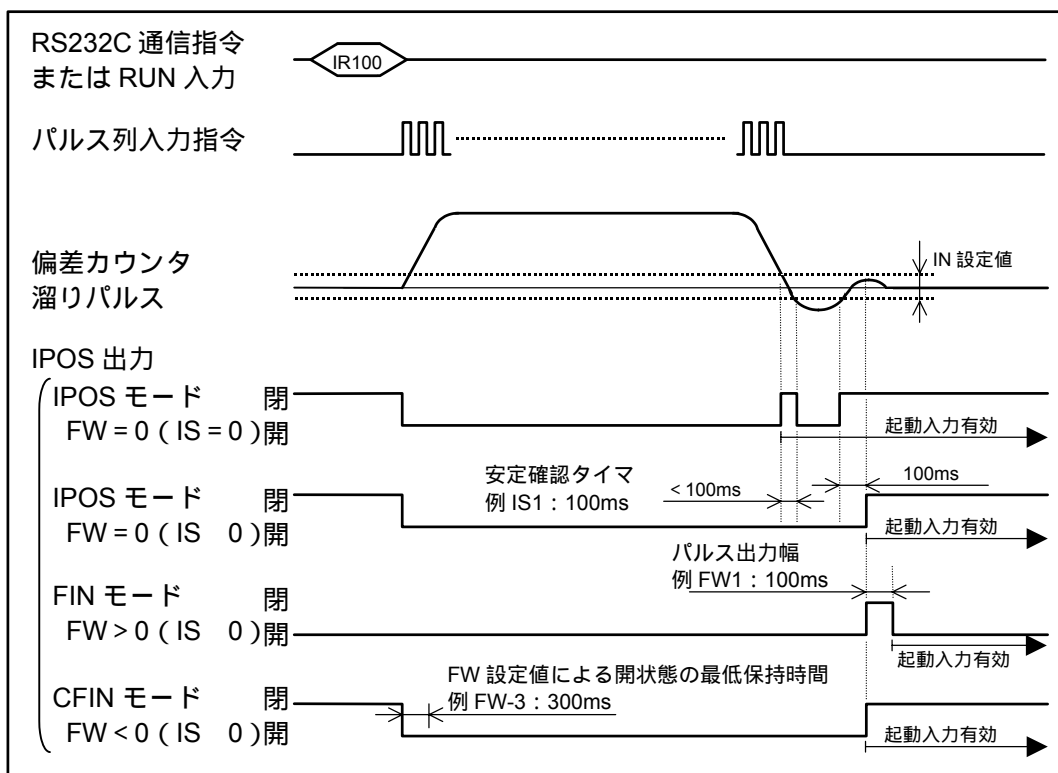 RS232C 通信指令
または RUN 入力
IR100
パルス列入力指令
偏差カウンタ
溜りパルス
IN 設定値
IPOS 出力
IPOS モード 閉
FW = 0 ( IS = 0 ) 開
起動入力有効
安定確認タイマ
例 IS1 : 100ms
< 100ms
100ms
IPOS モード 閉
FW = 0 ( IS 0 ) 開
起動入力有効
パルス出力幅
例 FW1 : 100ms
FIN モード 閉
FW > 0 ( IS 0 ) 開
起動入力有効
FW 設定値による開状態の最低保持時間
例 FW-3 : 300ms
CFIN モード 閉
FW < 0 ( IS 0 ) 開
起動入力有効